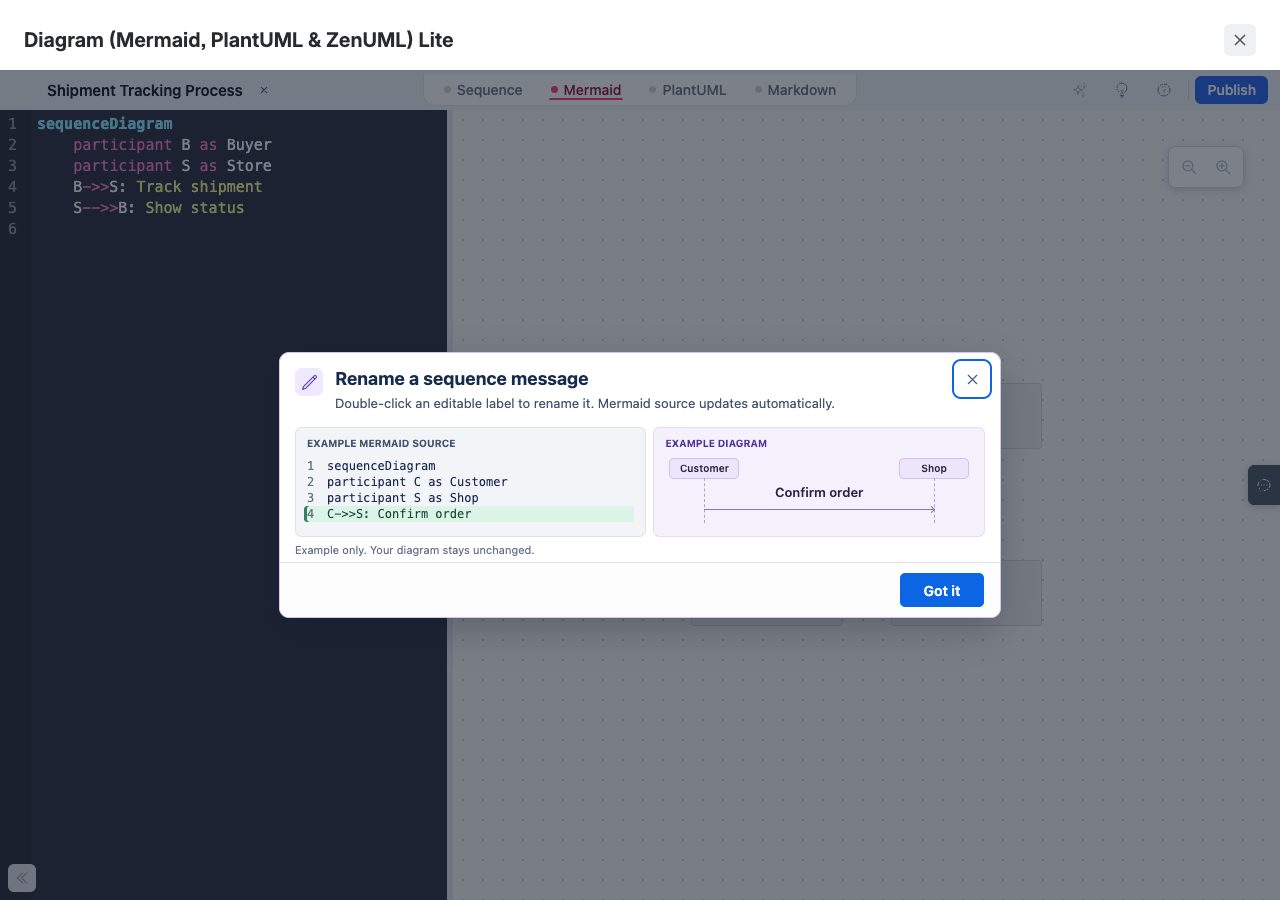 Diagram (Mermaid, PlantUML & ZenUML) Lite
Shipment Tracking Process
Sequence
Mermaid
PlantUML
Markdown
Publish
1 sequenceDiagram
2 participant B as Buyer
3 participant S as Store
4 B->>S: Track shipment
5 S-->>B: Show status
6
Rename a sequence message
Double-click an editable label to rename it. Mermaid source updates automatically.
EXAMPLE MERMAID SOURCE
1 sequenceDiagram
2 participant C as Customer
3 participant S as Shop
4 C->>S: Confirm order
EXAMPLE DIAGRAM
Customer
Shop
Confirm order
Example only. Your diagram stays unchanged.
Got it